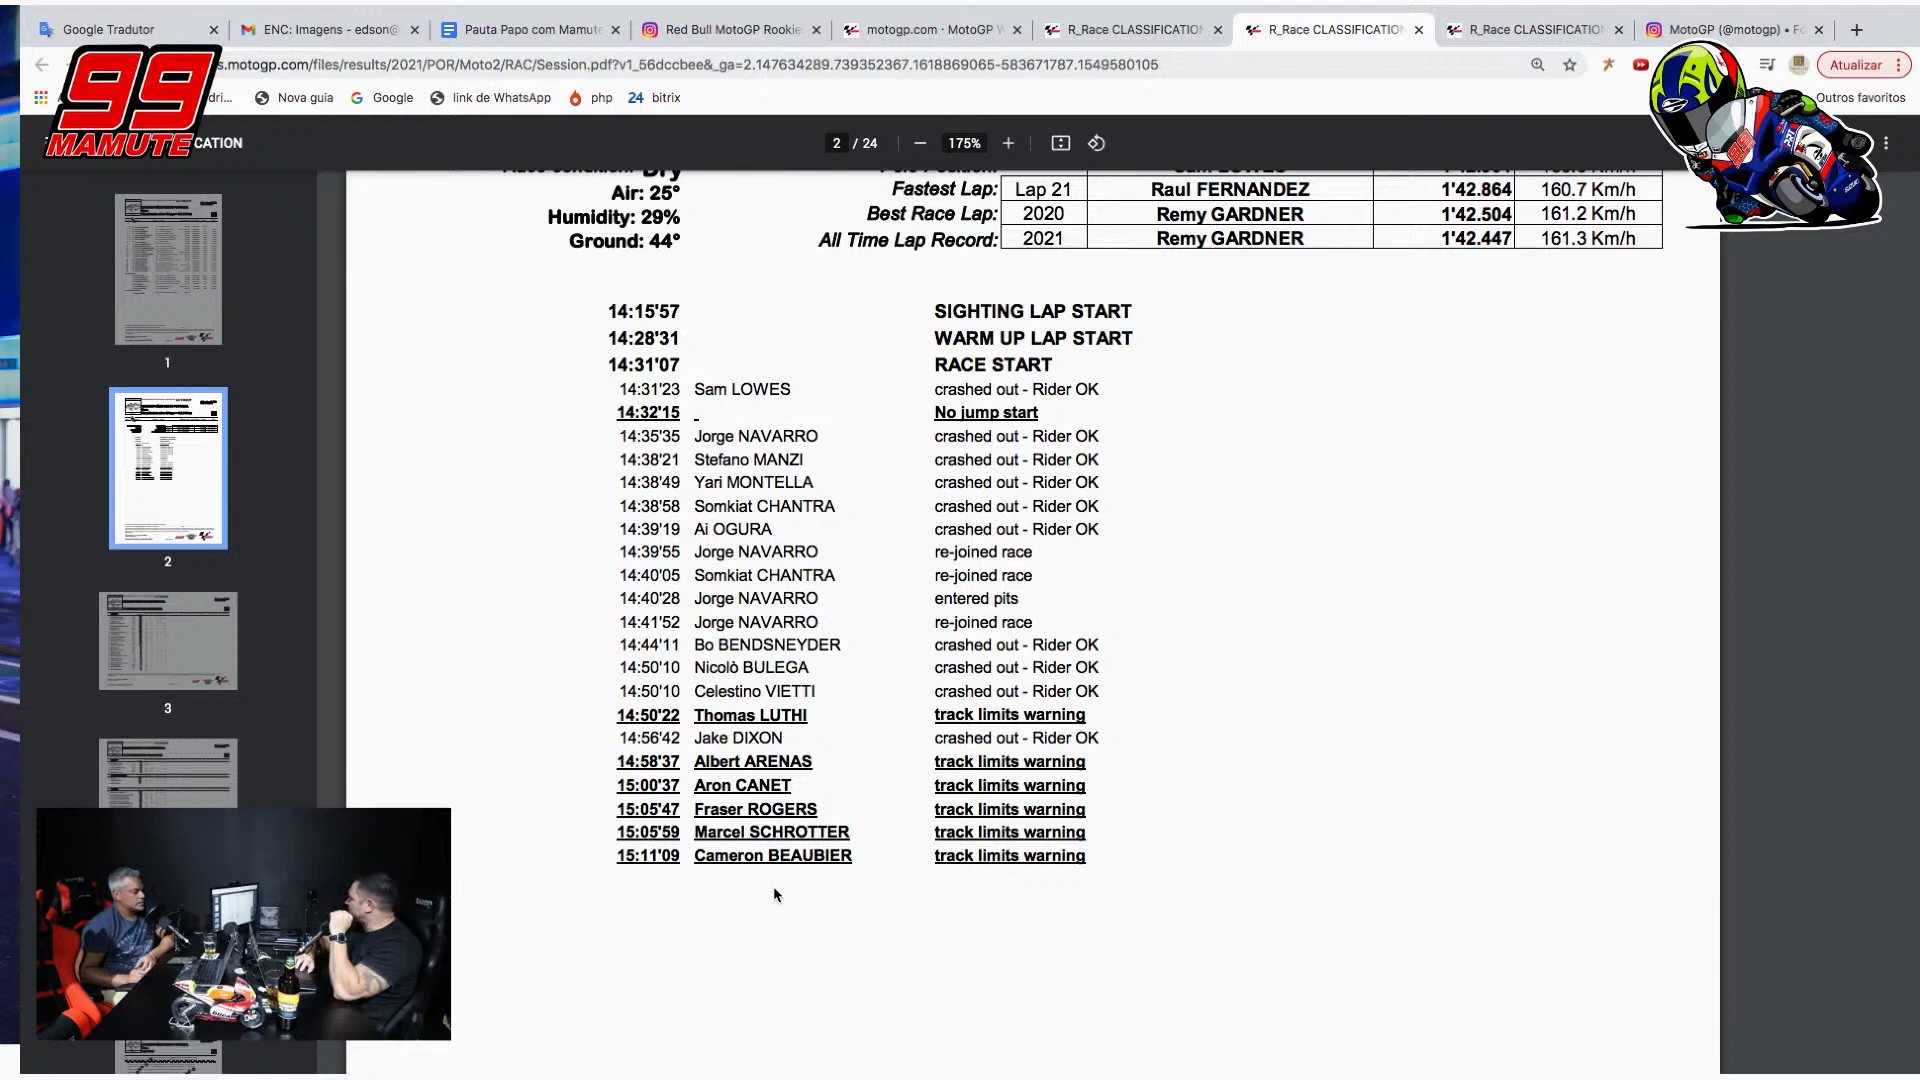 Google Tradutor
ENC: Imagens - edson@
Pauta Papo com Mamute
Red Bull MotoGP Rookie
motogp.com · MotoGP W
R_Race CLASSIFICATION
R_Race CLASSIFICATION
R_Race CLASSIFICATION
MotoGP (@motogp) • Fo
s.motogp.com/files/results/2021/POR/Moto2/RAC/Session.pdf?v1_56dccbee&_ga=2.147634289.739352367.1618869065-583671787.1549580105
Atualizar
dri...
Nova guia
Google
link de WhatsApp
php
24 bitrix
Outros favoritos
99
MAMUTE
CATION
2 / 24
175%
Dry
Air: 25°
Humidity: 29%
Ground: 44°
Fastest Lap: Lap 21 Raul FERNANDEZ 1'42.864 160.7 Km/h
Best Race Lap: 2020 Remy GARDNER 1'42.504 161.2 Km/h
All Time Lap Record: 2021 Remy GARDNER 1'42.447 161.3 Km/h
14:15'57 SIGHTING LAP START
14:28'31 WARM UP LAP START
14:31'07 RACE START
14:31'23 Sam LOWES crashed out - Rider OK
14:32'15 No jump start
14:35'35 Jorge NAVARRO crashed out - Rider OK
14:38'21 Stefano MANZI crashed out - Rider OK
14:38'49 Yari MONTELLA crashed out - Rider OK
14:38'58 Somkiat CHANTRA crashed out - Rider OK
14:39'19 Ai OGURA crashed out - Rider OK
14:39'55 Jorge NAVARRO re-joined race
14:40'05 Somkiat CHANTRA re-joined race
14:40'28 Jorge NAVARRO entered pits
14:41'52 Jorge NAVARRO re-joined race
14:44'11 Bo BENDSNEYDER crashed out - Rider OK
14:50'10 Nicolò BULEGA crashed out - Rider OK
14:50'10 Celestino VIETTI crashed out - Rider OK
14:50'22 Thomas LUTHI track limits warning
14:56'42 Jake DIXON crashed out - Rider OK
14:58'37 Albert ARENAS track limits warning
15:00'37 Aron CANET track limits warning
15:05'47 Fraser ROGERS track limits warning
15:05'59 Marcel SCHROTTER track limits warning
15:11'09 Cameron BEAUBIER track limits warning
1
2
3